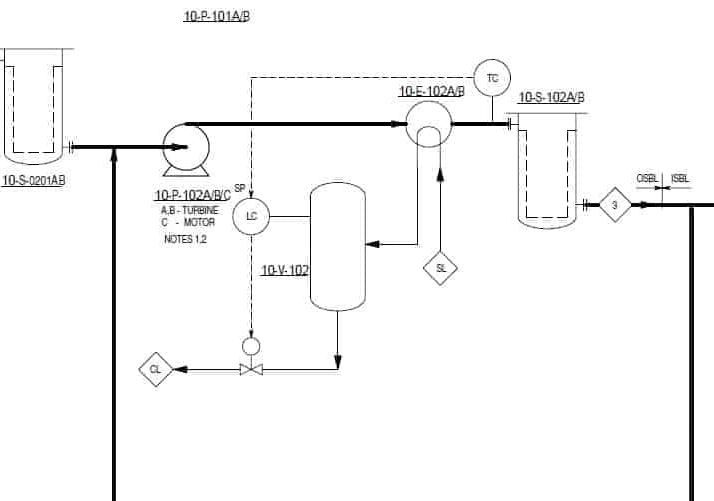 10-P-101A/B
TC
10-E-102A/B
10-S-102A/B
10-S-0201AB
10-P-102A/B/C
A,B - TURBINE
C - MOTOR
NOTES 1,2
SP
LC
10-V-102
SL
OSBL
ISBL
3
CL